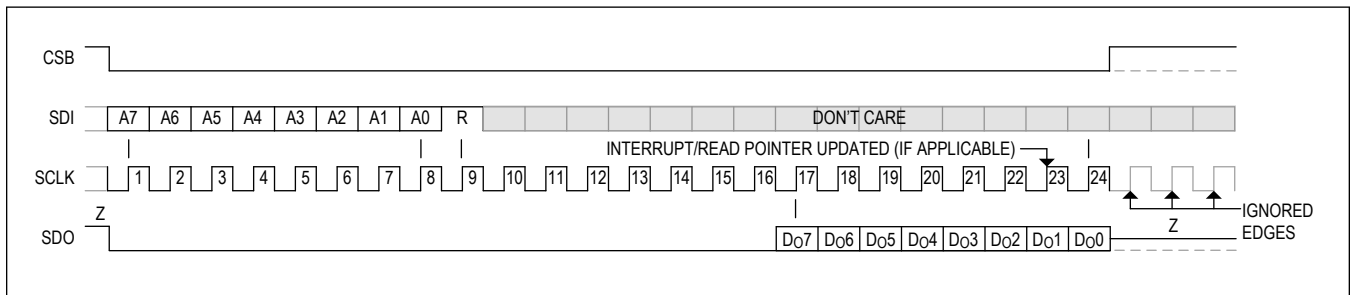 CSB
SDI A7 A6 A5 A4 A3 A2 A1 A0 R DON'T CARE
INTERRUPT/READ POINTER UPDATED (IF APPLICABLE)
SCLK 1 2 3 4 5 6 7 8 9 10 11 12 13 14 15 16 17 18 19 20 21 22 23 24
Z
Z
IGNORED
EDGES
SDO DO7 DO6 DO5 DO4 DO3 DO2 DO1 DO0